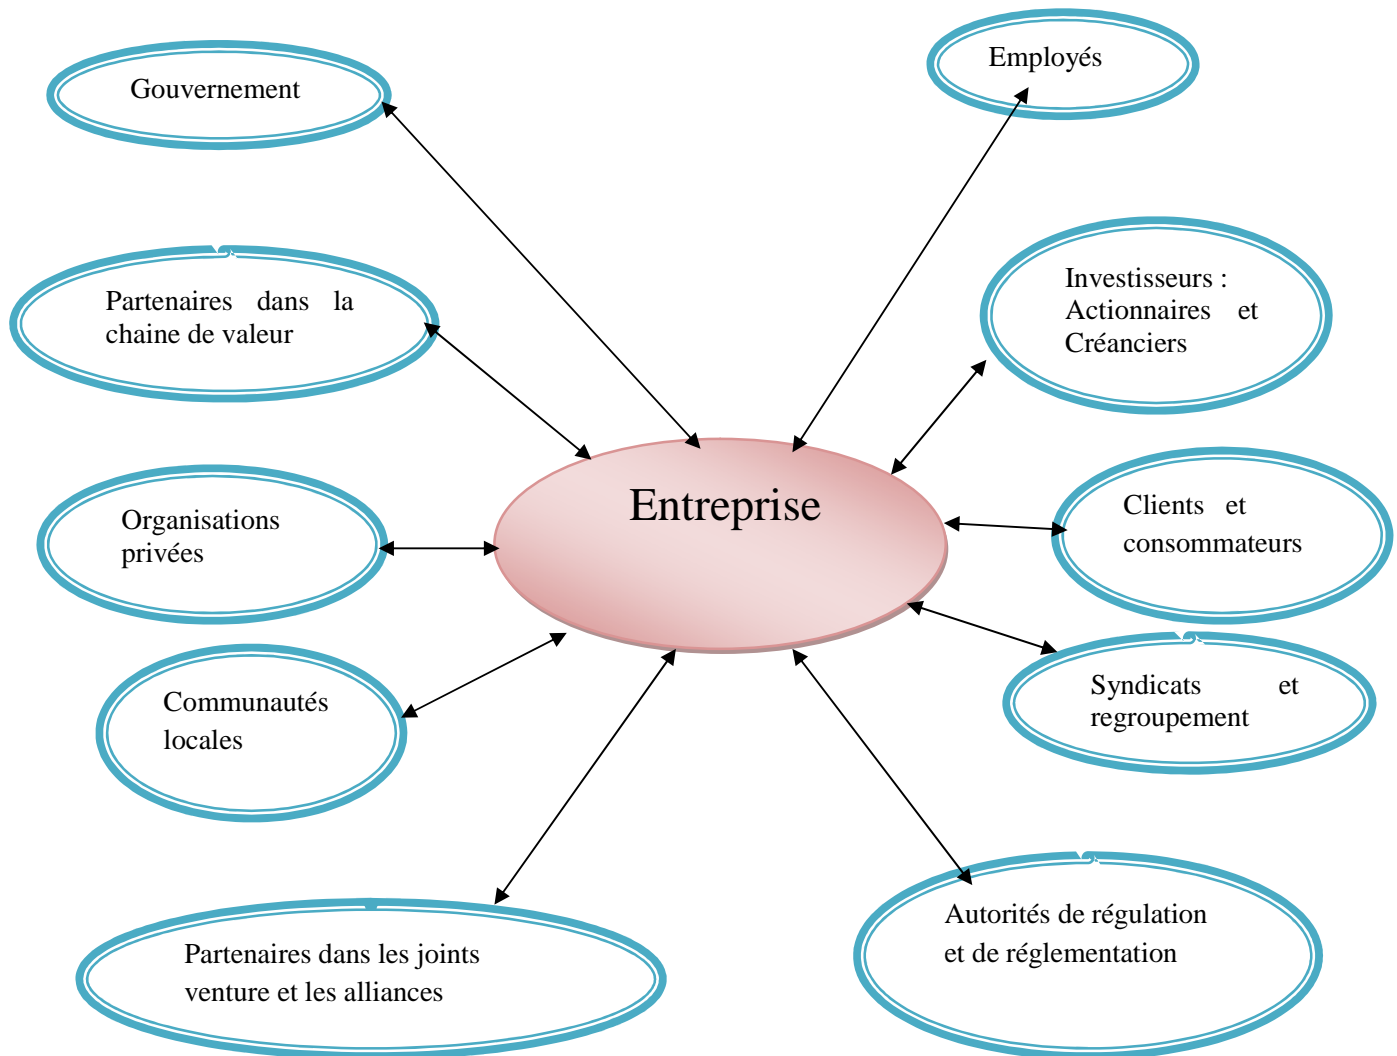 Gouvernement
Employés
Partenaires dans la
chaine de valeur
Investisseurs :
Actionnaires et
Créanciers
Entreprise
Organisations
privées
Clients et
consommateurs
Communautés
locales
Syndicats et
regroupement
Partenaires dans les joints
venture et les alliances
Autorités de régulation
et de réglementation